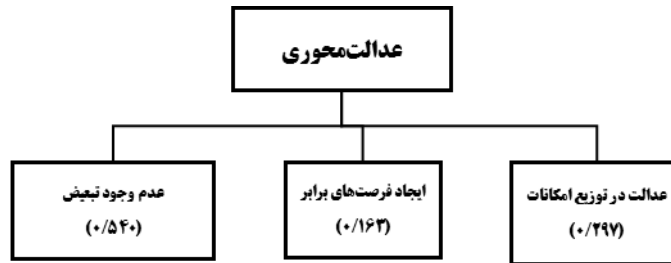 عدالت‌محوری
عدالت در توزیع امکانات
(۰/۲۹۷)
ایجاد فرصت‌های برابر
(۰/۱۶۳)
عدم وجود تبعیض
(۰/۵۴۰)